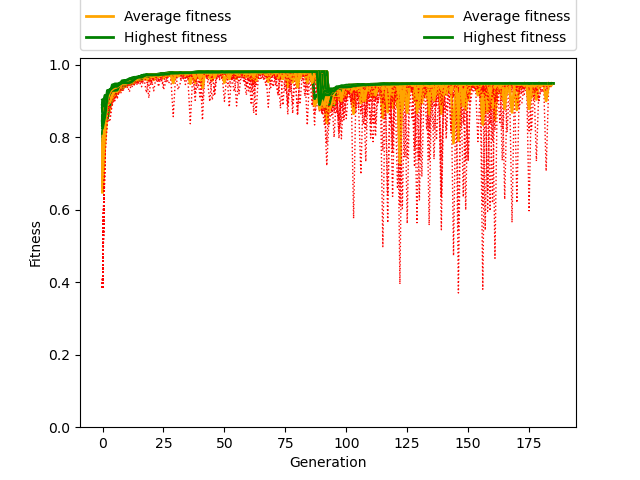 Average fitness Average fitness
Highest fitness Highest fitness
1.0
0.8
0.6
0.4
0.2
0.0
Fitness
0 25 50 75 100 125 150 175
Generation